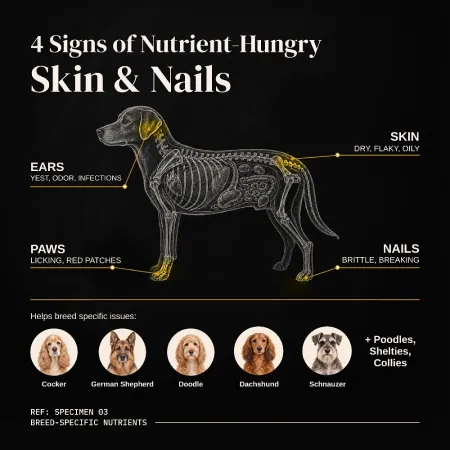 4 Signs of Nutrient-Hungry
Skin & Nails
SKIN
DRY, FLAKY, OILY
EARS
YEST, ODOR, INFECTIONS
PAWS
LICKING, RED PATCHES
NAILS
BRITTLE, BREAKING
Helps breed specific issues:
Cocker
German Shepherd
Doodle
Dachshund
Schnauzer
+ Poodles,
Shelties,
Collies
REF: SPECIMEN 03
BREED-SPECIFIC NUTRIENTS